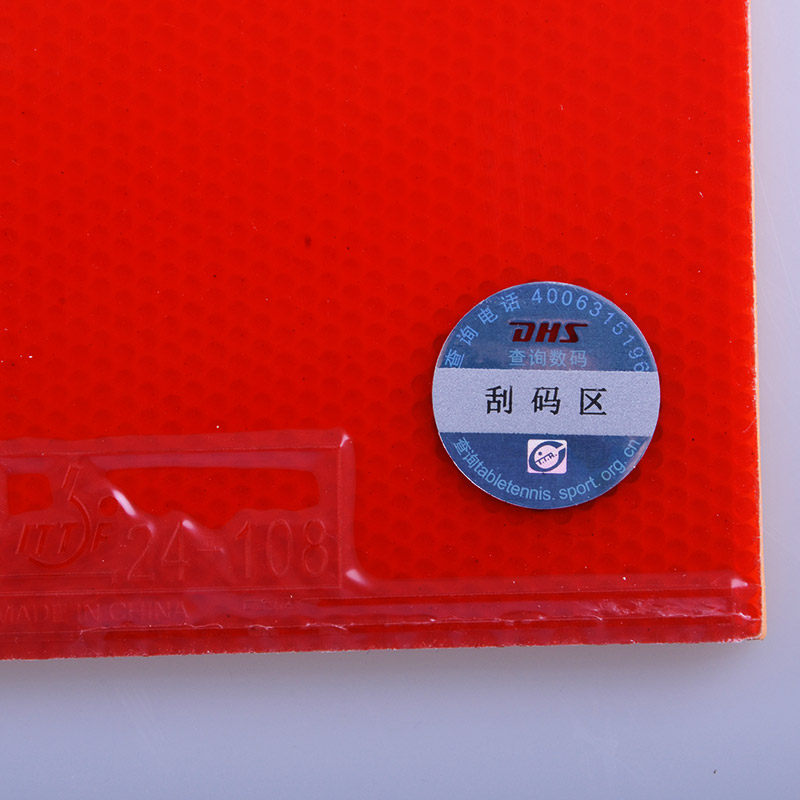 查询电话 4006315196
DHS
查询数码
刮码区
T.T.R.
查询tabletennis.sport.org.cn
ITTF
24-108
MADE IN CHINA